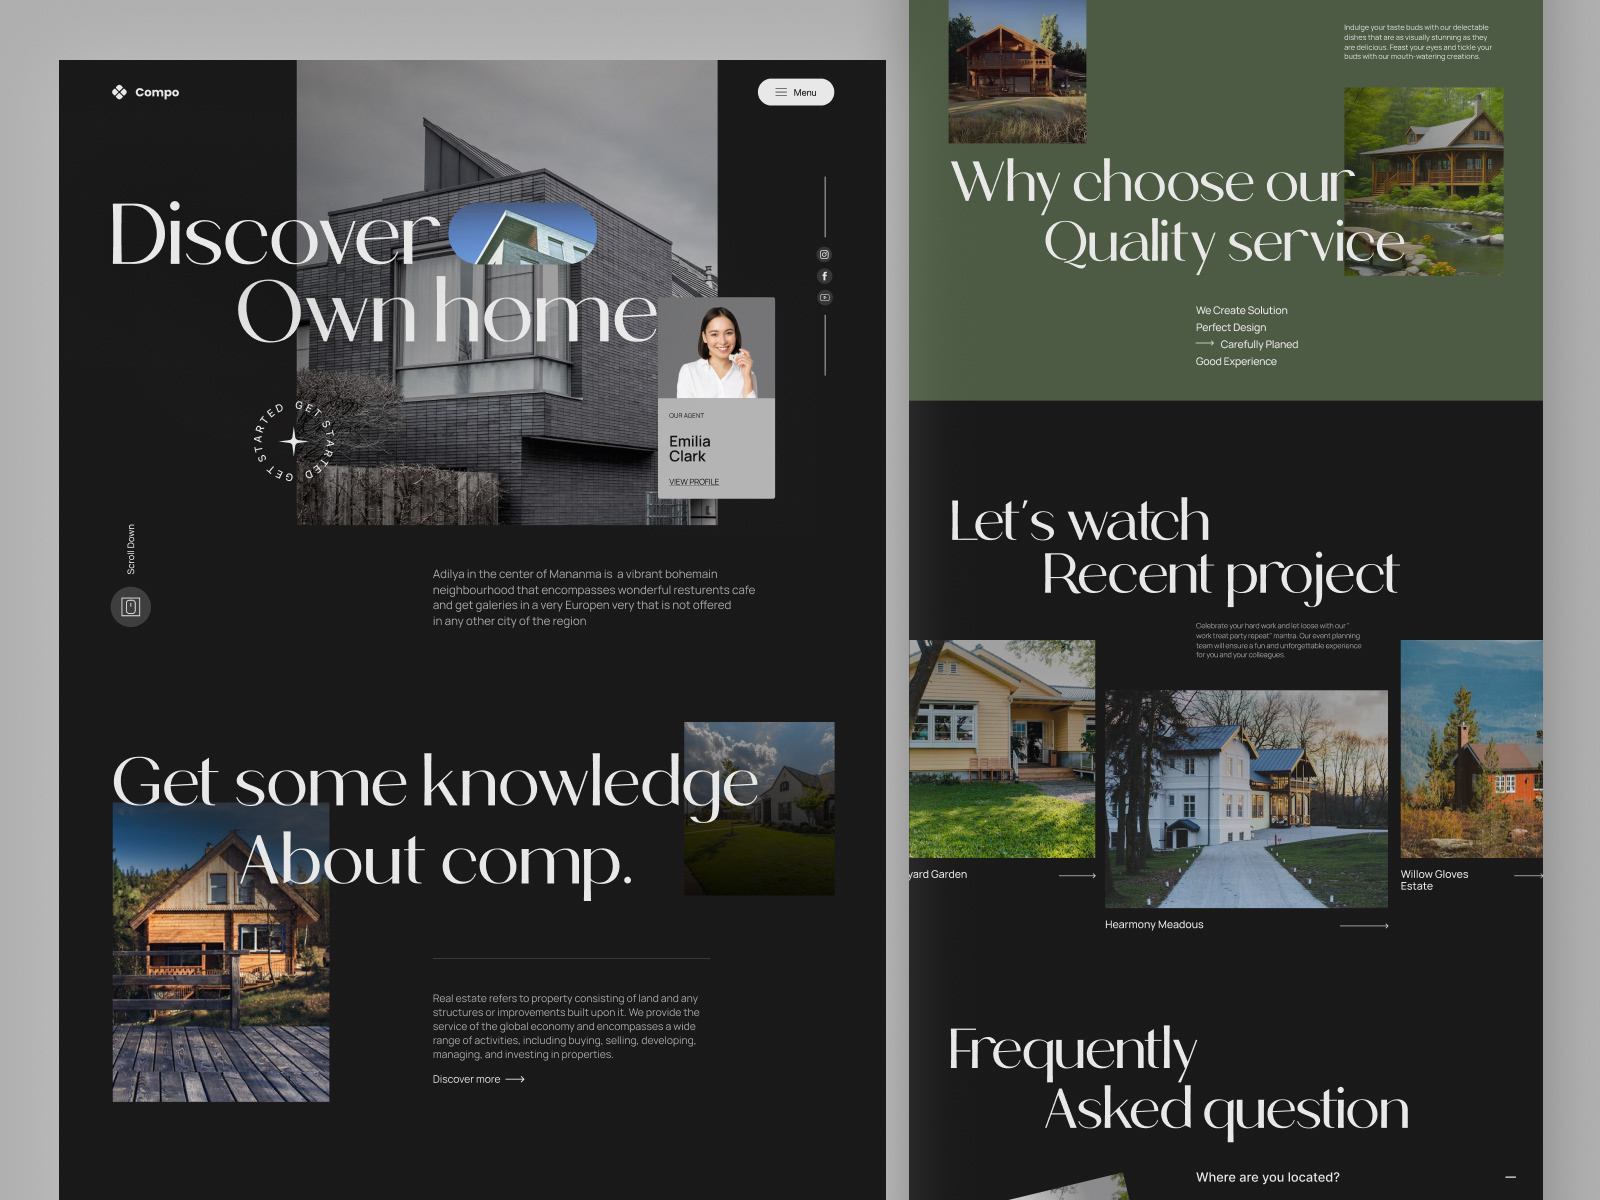 Compo
Menu
Discover
Own home
OUR AGENT
Emilia
Clark
VIEW PROFILE
GET STARTED GET STARTED GET STARTED
Scroll Down
Adilya in the center of Mananma is a vibrant bohemain
neighbourhood that encompasses wonderful resturents cafe
and get galeries in a very Europen very that is not offered
in any other city of the region
Get some knowledge
About comp.
Real estate refers to property consisting of land and any
structures or improvements built upon it. We provide the
service of the global economy and encompasses a wide
range of activities, including buying, selling, developing,
managing, and investing in properties.
Discover more
Indulge your taste buds with our delectable
dishes that are as visually stunning as they
are delicious. Feast your eyes and tickle your
buds with our mouth-watering creations.
Why choose our
Quality service
We Create Solution
Perfect Design
Carefully Planed
Good Experience
Let's watch
Recent project
Celebrate your hard work and let loose with our "
work treat party repeat" mantra. Our event planning
team will ensure a fun and unforgettable experience
for you and your colleagues.
yard Garden
Hearmony Meadous
Willow Gloves
Estate
Frequently
Asked question
Where are you located?